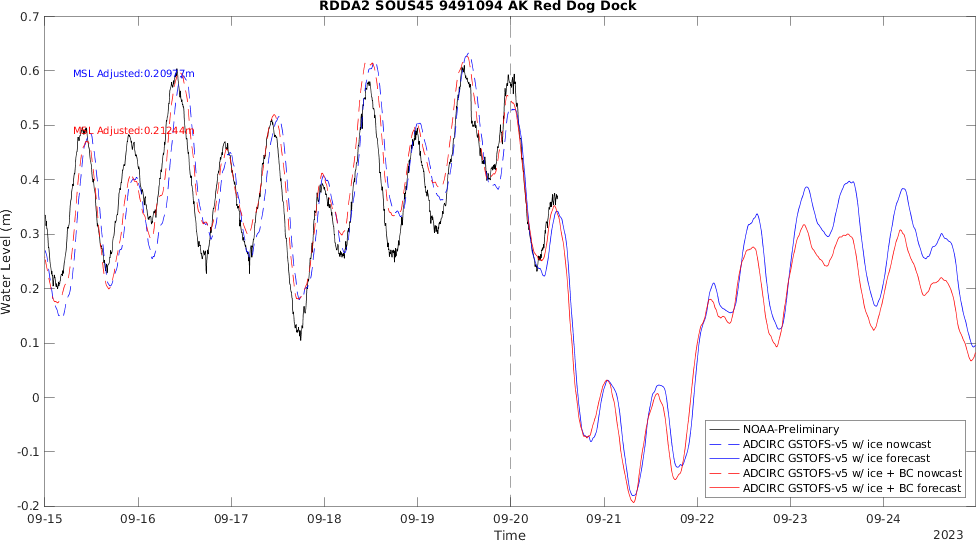 RDDA2 SOUS45 9491094 AK Red Dog Dock
0.7
0.6
0.5
0.4
0.3
0.2
0.1
0
-0.1
-0.2
Water Level (m)
MSL Adjusted:0.20977m
MSL Adjusted:0.21244m
NOAA-Preliminary
ADCIRC GSTOFS-v5 w/ ice nowcast
ADCIRC GSTOFS-v5 w/ ice forecast
ADCIRC GSTOFS-v5 w/ ice + BC nowcast
ADCIRC GSTOFS-v5 w/ ice + BC forecast
09-15 09-16 09-17 09-18 09-19 09-20 09-21 09-22 09-23 09-24
Time
2023